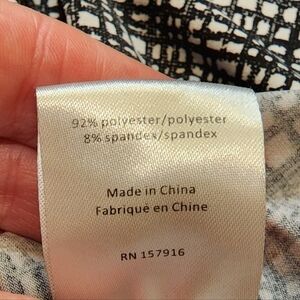 92% polyester/polyester
8% spandex/spandex
Made in China
Fabriqué en Chine
RN 157916